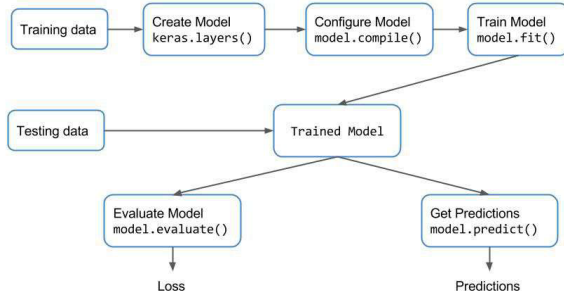 Training data
Create Model
keras.layers()
Configure Model
model.compile()
Train Model
model.fit()
Testing data
Trained Model
Evaluate Model
model.evaluate()
Get Predictions
model.predict()
Loss
Predictions